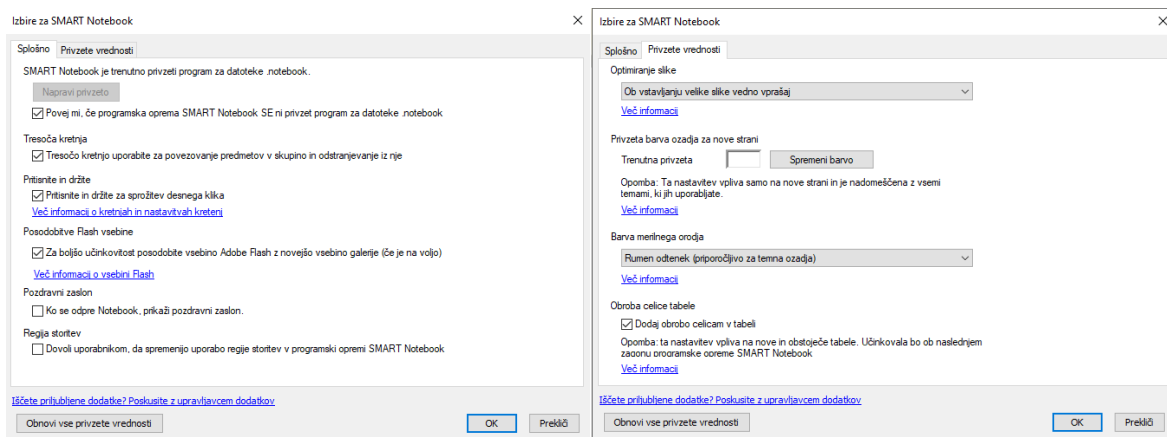 Izbire za SMART Notebook
Splošno
Privzete vrednosti
SMART Notebook je trenutno privzeti program za datoteke .notebook.
Napravi privzeto
Povej mi, če programska oprema SMART Notebook SE ni privzet program za datoteke .notebook
Tresoča kretnja
Tresočo kretnjo uporabite za povezovanje predmetov v skupino in odstranjevanje iz nje
Pritisnite in držite
Pritisnite in držite za sprožitev desnega klika
Več informacij o kretnjah in nastavitvah kretenj
Posodobitve Flash vsebine
Za boljšo učinkovitost posodobite vsebino Adobe Flash z novejšo vsebino galerije (če je na voljo)
Več informacij o vsebini Flash
Pozdravni zaslon
Ko se odpre Notebook, prikaži pozdravni zaslon.
Regija storitev
Dovoli uporabnikom, da spremenijo uporabo regije storitev v programski opremi SMART Notebook
Iščete priljubljene dodatke? Poskusite z upravljavcem dodatkov
Obnovi vse privzete vrednosti
OK
Prekliči
Izbire za SMART Notebook
Splošno
Privzete vrednosti
Optimiranje slike
Ob vstavljanju velike slike vedno vprašaj
Več informacij
Privzeta barva ozadja za nove strani
Trenutna privzeta
Spremeni barvo
Opomba: Ta nastavitev vpliva samo na nove strani in je nadomeščena z vsemi
temami, ki jih uporabljate.
Več informacij
Barva merilnega orodja
Rumen odtenek (priporočljivo za temna ozadja)
Več informacij
Obroba celice tabele
Dodaj obrobo celicam v tabeli
Opomba: ta nastavitev vpliva na nove in obstoječe tabele. Učinkovala bo ob naslednjem
zagonu programske opreme SMART Notebook
Več informacij
Iščete priljubljene dodatke? Poskusite z upravljavcem dodatkov
Obnovi vse privzete vrednosti
OK
Prekliči